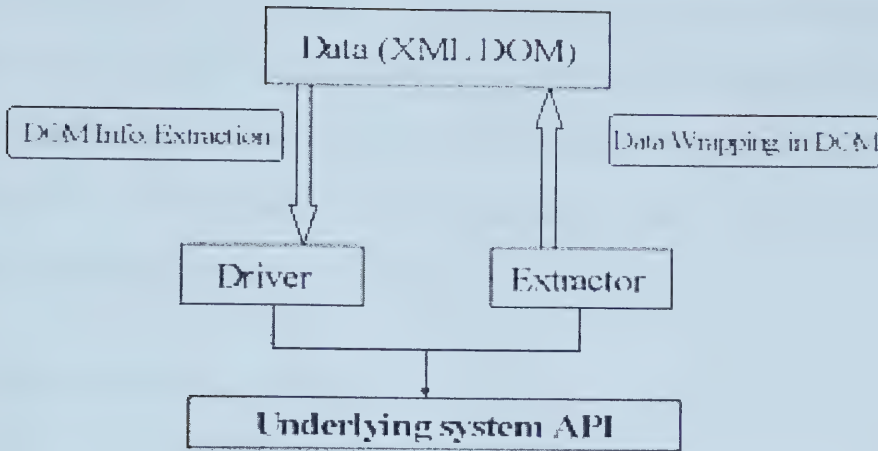 Data (XML DOM)
DOM Info. Extraction
Data Wrapping in DOM
Driver
Extractor
Underlying system API